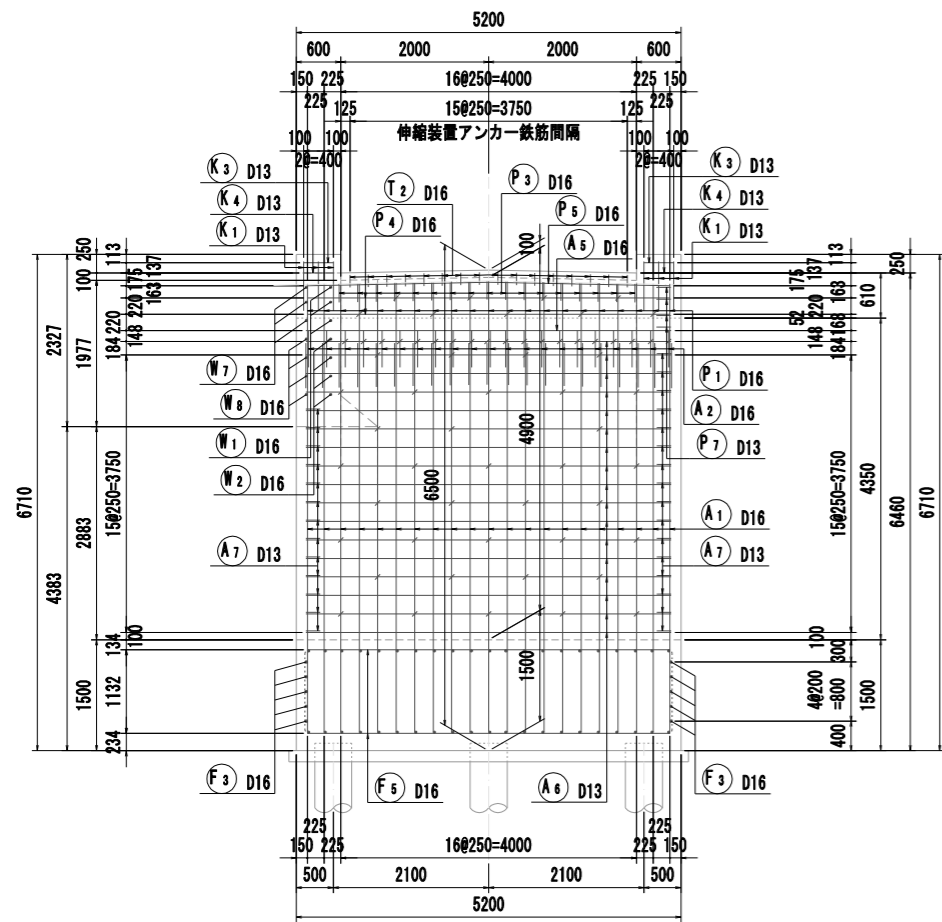 5200
600 2000 2000 600
150 225 16@250=4000 225 150
225 225
125 15@250=3750 125
伸縮装置アンカー鉄筋間隔
100 100 100 100
2@=400 2@=400
K3 D13 T2 D16 P3 D16 K3 D13
K4 D13 P4 D16 P5 D16 K4 D13
K1 D13 A5 D16 K1 D13
250 113 100 113 250
100 175 137 175 137
163 220 163 610
220 52 168
184 148 148 184
2327 1977
W7 D16 P1 D16
W8 D16 A2 D16
W1 D16 4900 P7 D13
W2 D16 6500
6710 2883 15@250=3750 15@250=3750 4350 6460 6710
A1 D16
A7 D13 A7 D13
4383
134 100 100
300
1500 1132 1500 4@200 =800 1500
234 400
F3 D16 F5 D16 A6 D13 F3 D16
225 225
150 225 16@250=4000 225 150
500 2100 2100 500
5200